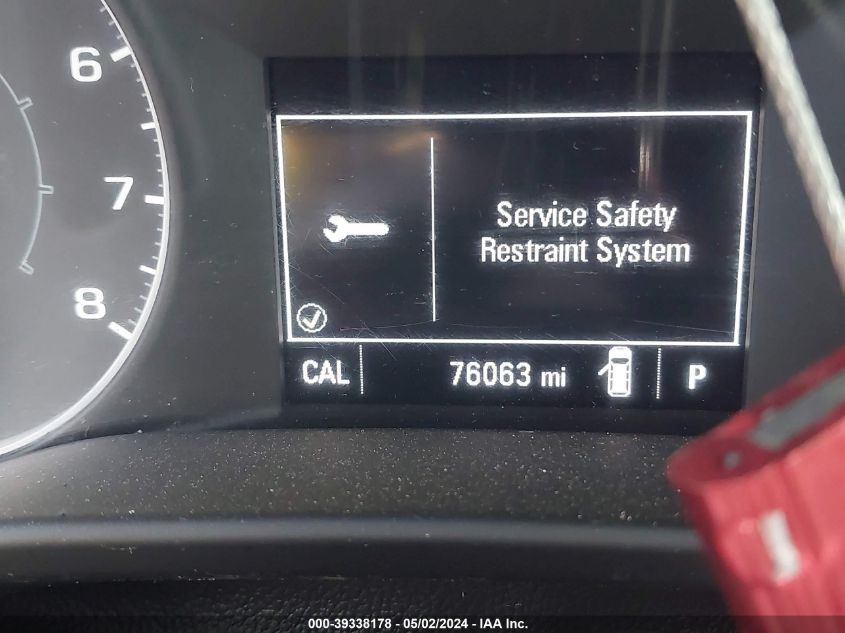 6
7
8
Service Safety
Restraint System
CAL 76063 mi P
000-39338178 - 05/02/2024 - IAA Inc.